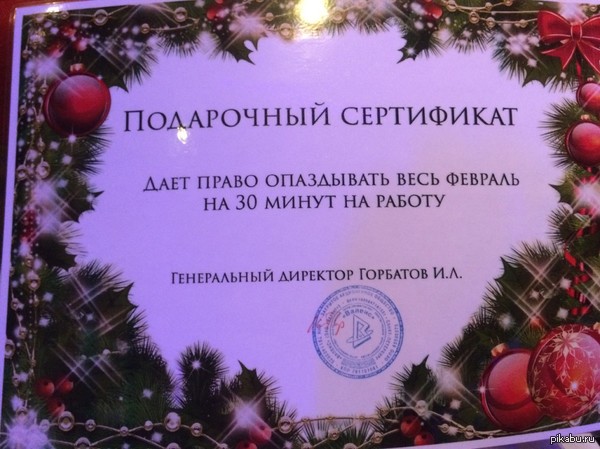 Подарочный сертификат
дает право опаздывать весь февраль
на 30 минут на работу
Генеральный директор Горбатов И.Л.
pikabu.ru